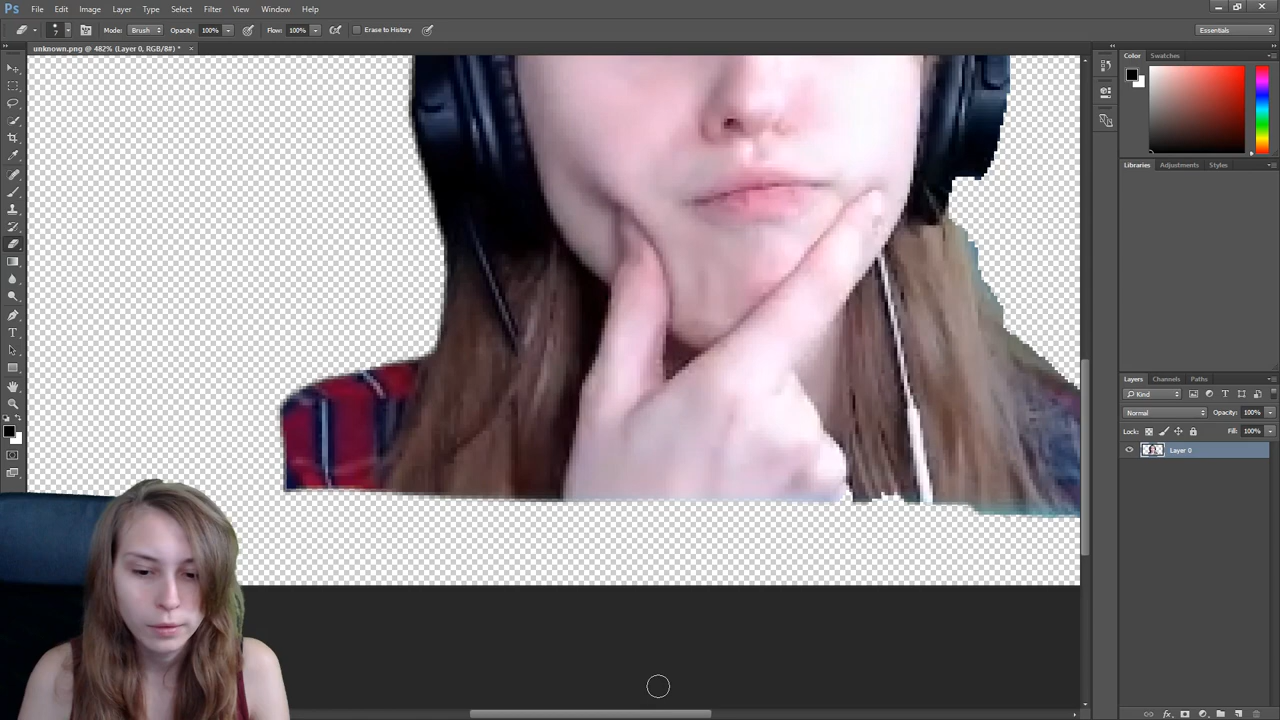 Ps File Edit Image Layer Type Select Filter View Window Help
7 Mode: Brush Opacity: 100% Flow: 100% Erase to History Essentials
unknown.png @ 482% (Layer 0, RGB/8#) * ×
Color Swatches
Libraries Adjustments Styles
Layers Channels Paths
Kind
Normal Opacity: 100%
Lock: Fill: 100%
Layer 0